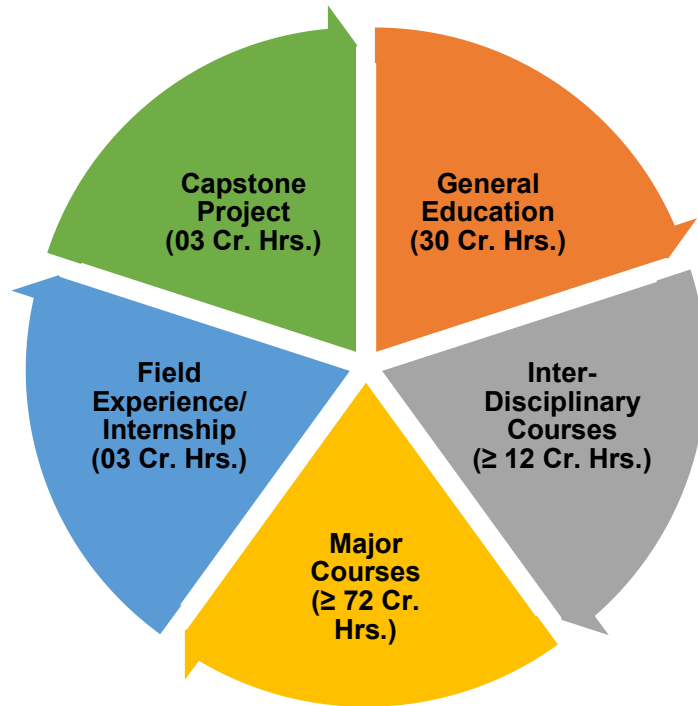 Capstone
Project
(03 Cr. Hrs.)
General
Education
(30 Cr. Hrs.)
Field
Experience/
Internship
(03 Cr. Hrs.)
Inter-
Disciplinary
Courses
(≥ 12 Cr. Hrs.)
Major
Courses
(≥ 72 Cr.
Hrs.)